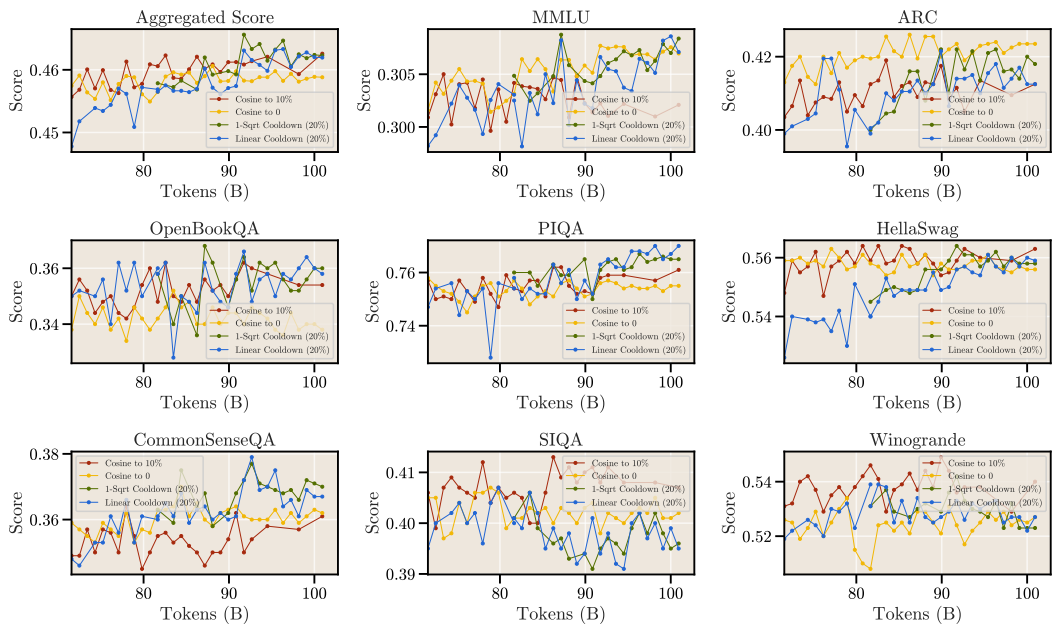 Aggregated Score
Score
0.46
0.45
80
90
100
Tokens (B)
Cosine to 10%
Cosine to 0
1-Sqrt Cooldown (20%)
Linear Cooldown (20%)
MMLU
Score
0.305
0.300
80
90
100
Tokens (B)
Cosine to 10%
Cosine to 0
1-Sqrt Cooldown (20%)
Linear Cooldown (20%)
ARC
Score
0.42
0.40
80
90
100
Tokens (B)
Cosine to 10%
Cosine to 0
1-Sqrt Cooldown (20%)
Linear Cooldown (20%)
OpenBookQA
Score
0.36
0.34
80
90
100
Tokens (B)
Cosine to 10%
Cosine to 0
1-Sqrt Cooldown (20%)
Linear Cooldown (20%)
PIQA
Score
0.76
0.74
80
90
100
Tokens (B)
Cosine to 10%
Cosine to 0
1-Sqrt Cooldown (20%)
Linear Cooldown (20%)
HellaSwag
Score
0.56
0.54
80
90
100
Tokens (B)
Cosine to 10%
Cosine to 0
1-Sqrt Cooldown (20%)
Linear Cooldown (20%)
CommonSenseQA
Score
0.38
0.36
80
90
100
Tokens (B)
Cosine to 10%
Cosine to 0
1-Sqrt Cooldown (20%)
Linear Cooldown (20%)
SIQA
Score
0.41
0.40
0.39
80
90
100
Tokens (B)
Cosine to 10%
Cosine to 0
1-Sqrt Cooldown (20%)
Linear Cooldown (20%)
Winogrande
Score
0.54
0.52
80
90
100
Tokens (B)
Cosine to 10%
Cosine to 0
1-Sqrt Cooldown (20%)
Linear Cooldown (20%)